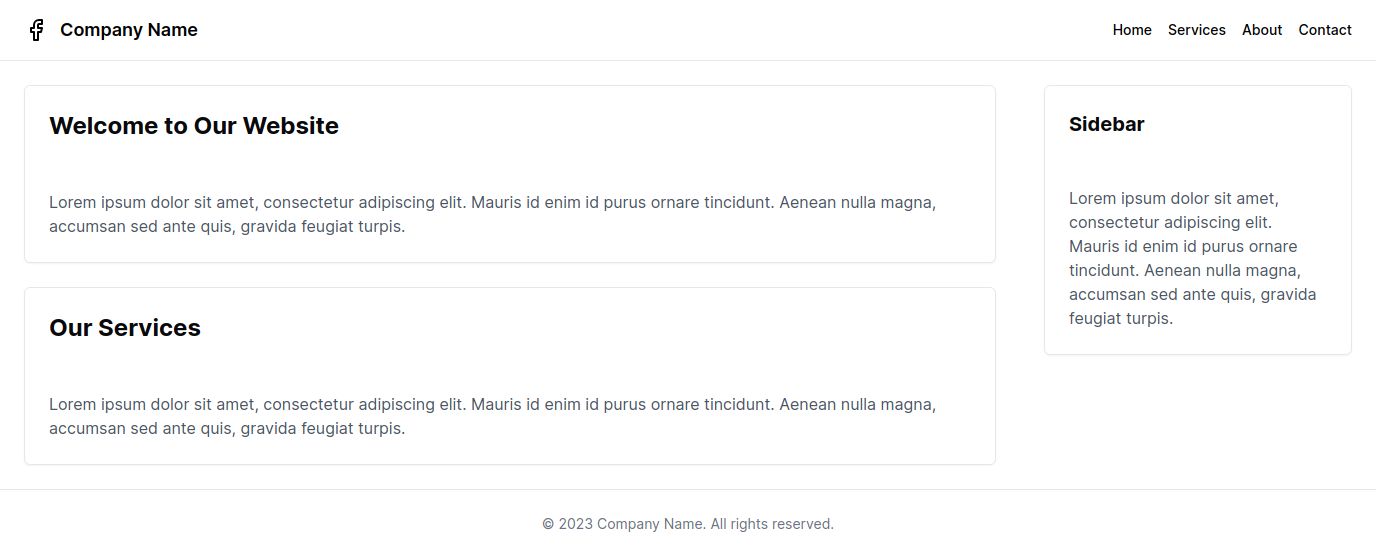 Company Name
Home Services About Contact
Welcome to Our Website
Lorem ipsum dolor sit amet, consectetur adipiscing elit. Mauris id enim id purus ornare tincidunt. Aenean nulla magna,
accumsan sed ante quis, gravida feugiat turpis.
Our Services
Lorem ipsum dolor sit amet, consectetur adipiscing elit. Mauris id enim id purus ornare tincidunt. Aenean nulla magna,
accumsan sed ante quis, gravida feugiat turpis.
Sidebar
Lorem ipsum dolor sit amet,
consectetur adipiscing elit.
Mauris id enim id purus ornare
tincidunt. Aenean nulla magna,
accumsan sed ante quis, gravida
feugiat turpis.
© 2023 Company Name. All rights reserved.